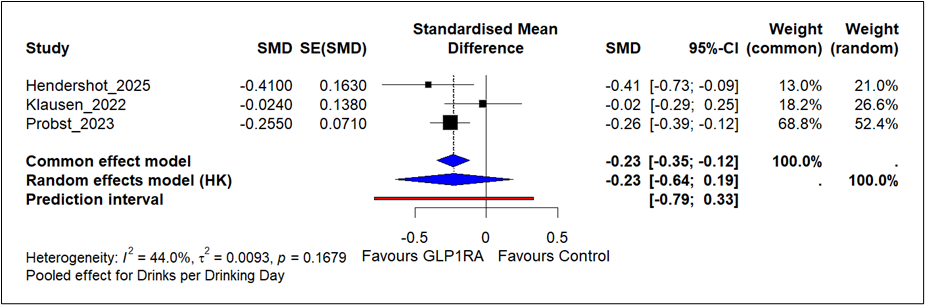 Standardised Mean
Weight Weight
Study SMD SE(SMD) Difference SMD 95%-CI (common) (random)
Hendershot_2025 -0.4100 0.1630 -0.41 [-0.73; -0.09] 13.0% 21.0%
Klausen_2022 -0.0240 0.1380 -0.02 [-0.29; 0.25] 18.2% 26.6%
Probst_2023 -0.2550 0.0710 -0.26 [-0.39; -0.12] 68.8% 52.4%
Common effect model -0.23 [-0.35; -0.12] 100.0% .
Random effects model (HK) -0.23 [-0.64; 0.19] . 100.0%
Prediction interval [-0.79; 0.33]
-0.5 0 0.5
Heterogeneity: I² = 44.0%, τ² = 0.0093, p = 0.1679 Favours GLP1RA Favours Control
Pooled effect for Drinks per Drinking Day